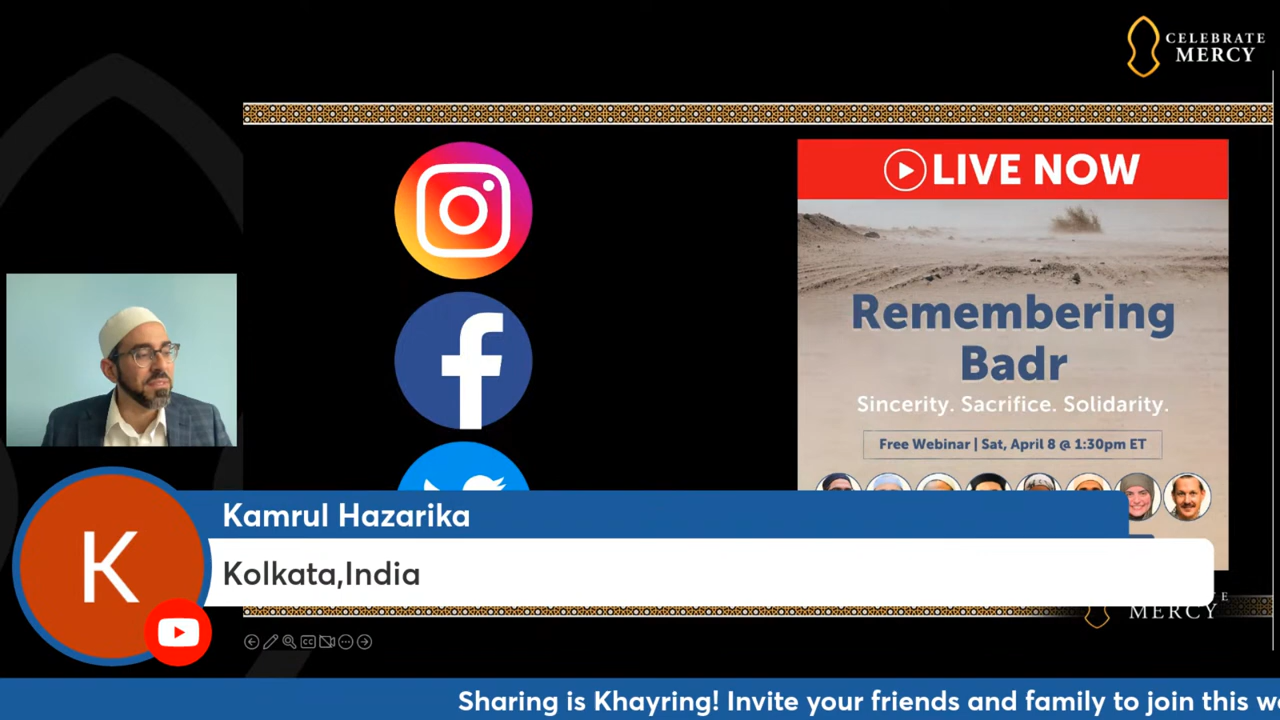 CELEBRATE
MERCY
LIVE NOW
Remembering
Badr
Sincerity. Sacrifice. Solidarity.
Free Webinar | Sat, April 8 @ 1:30pm ET
Kamrul Hazarika
K
Kolkata,India
MERCY
CC
Sharing is Khayring! Invite your friends and family to join this w